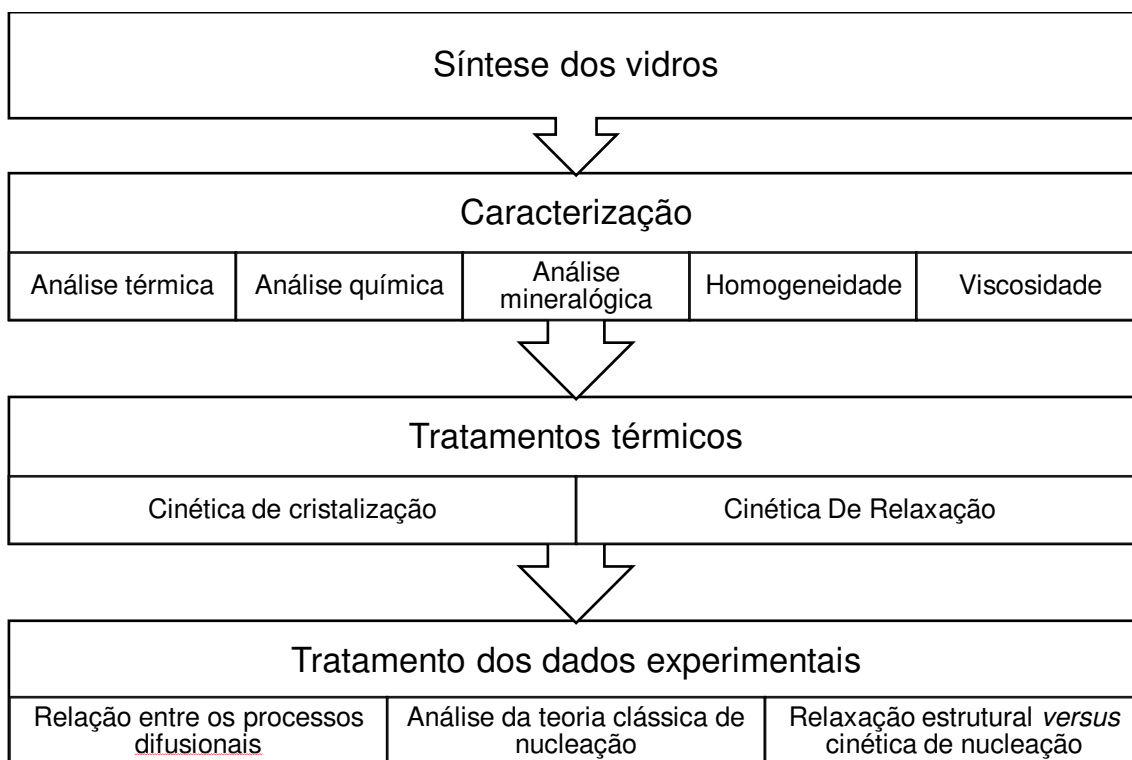 Síntese dos vidros
Caracterização
Análise térmica
Análise química
Análise
mineralógica
Homogeneidade
Viscosidade
Tratamentos térmicos
Cinética de cristalização
Cinética De Relaxação
Tratamento dos dados experimentais
Relação entre os processos
difusionais
Análise da teoria clássica de
nucleação
Relaxação estrutural versus
cinética de nucleação